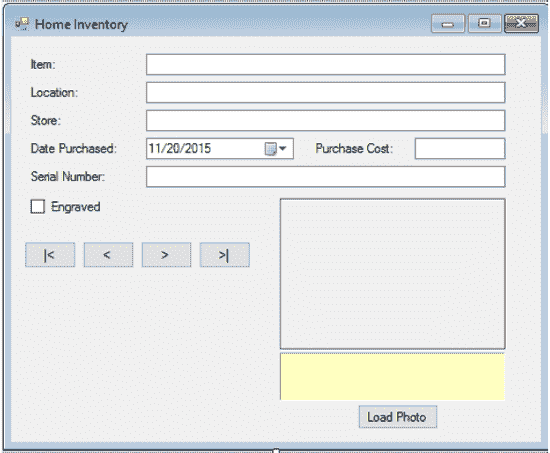 Home Inventory
Item:
Location:
Store:
Date Purchased: 11/20/2015 Purchase Cost:
Serial Number:
Engraved
|< < > >|
Load Photo